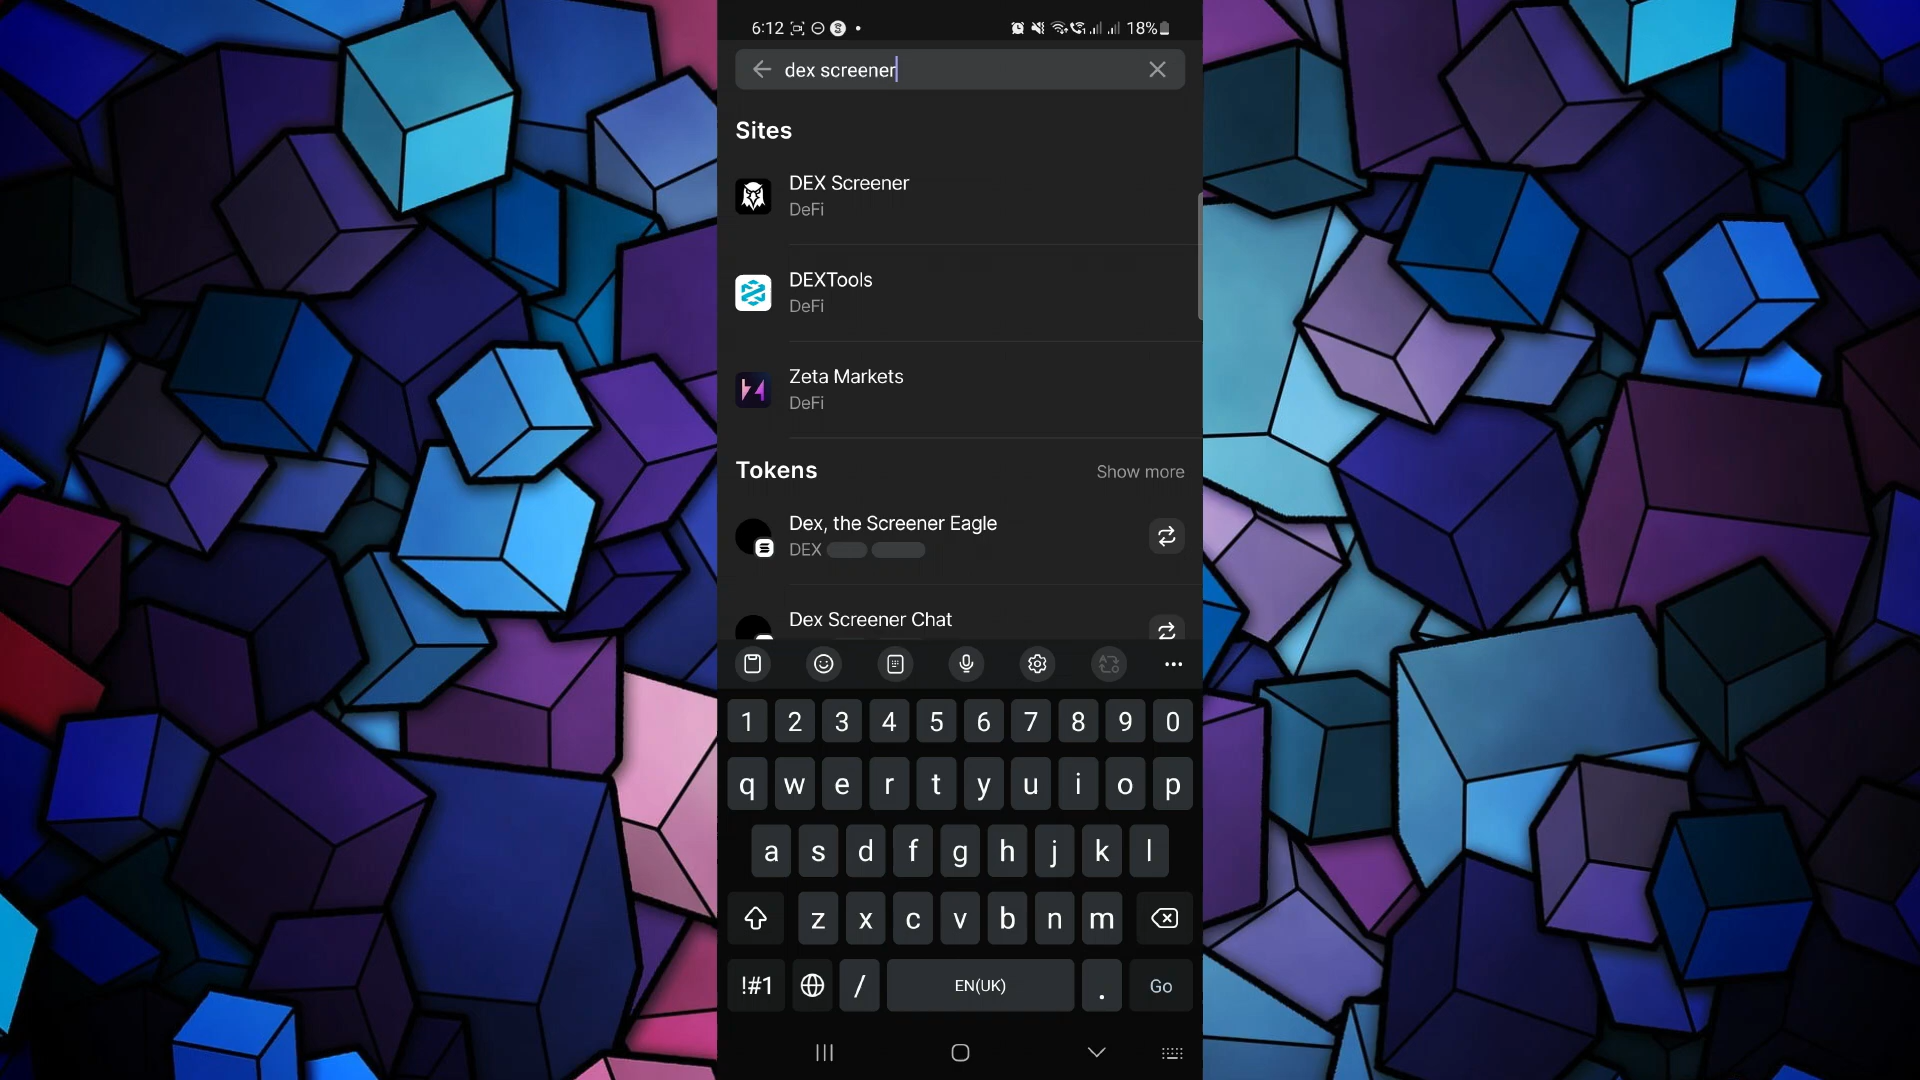 6:12 18%
dex screener
Sites
DEX Screener
DeFi
DEXTools
DeFi
Zeta Markets
DeFi
Tokens Show more
Dex, the Screener Eagle
DEX
Dex Screener Chat
1 2 3 4 5 6 7 8 9 0
q w e r t y u i o p
a s d f g h j k l
z x c v b n m
!#1 / EN(UK) . Go